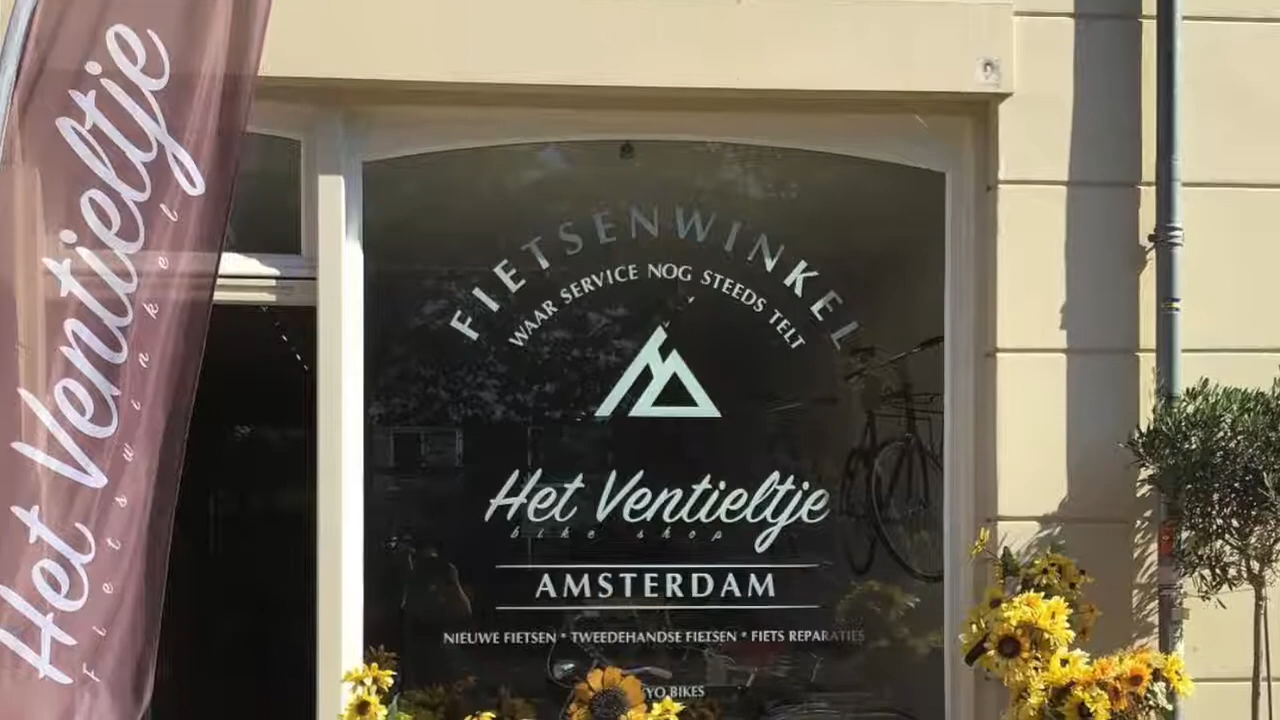 Het Ventieltje
Fietswinkel
FIETSENWINKEL
WAAR SERVICE NOG STEEDS TELT
Het Ventieltje
bike shop
AMSTERDAM
NIEUWE FIETSEN * TWEEDEHANDSE FIETSEN * FIETS REPARATIES
BIKES